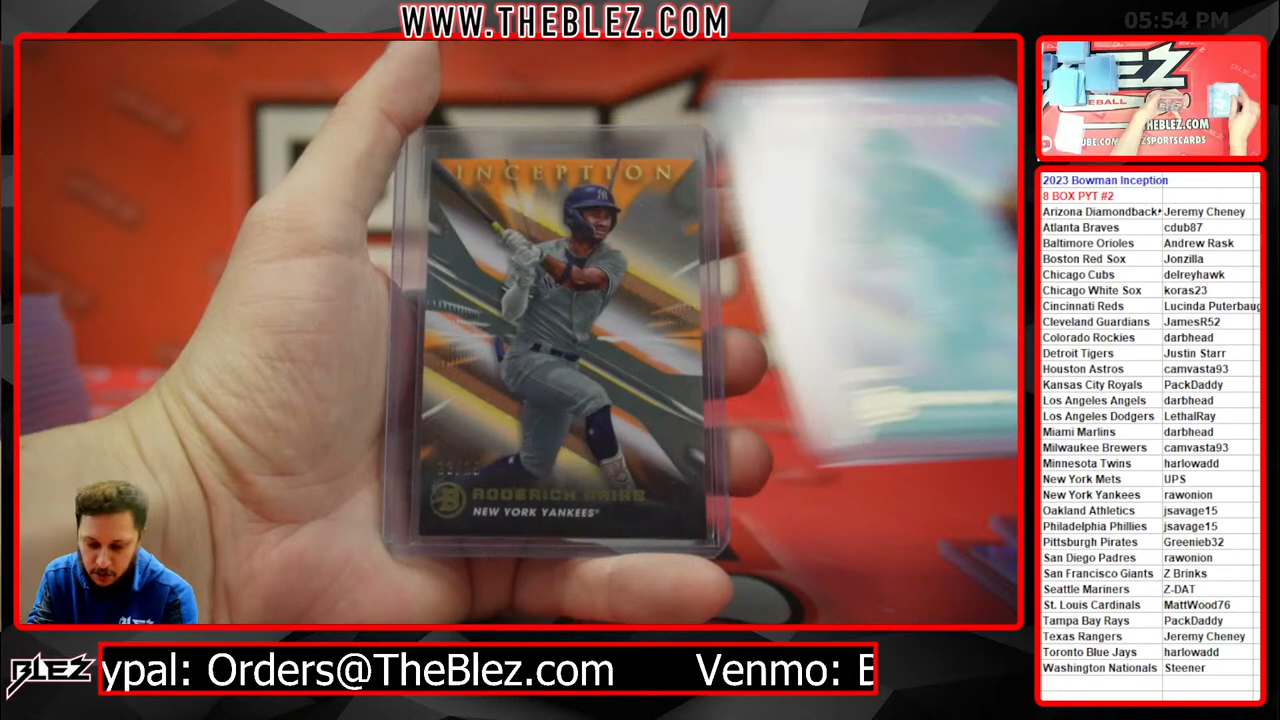 WWW.THEBLEZ.COM
05:54 PM
INCEPTION
RODERICK ARIAS
NEW YORK YANKEES
EZ
EBALL
THEBLEZ.COM
2023 Bowman Inception
8 BOX PYT #2
Arizona Diamondback Jeremy Cheney
Atlanta Braves cdub87
Baltimore Orioles Andrew Rask
Boston Red Sox Jonzilla
Chicago Cubs delreyhawk
Chicago White Sox koras23
Cincinnati Reds Lucinda Puterbaug
Cleveland Guardians JamesR52
Colorado Rockies darbhead
Detroit Tigers Justin Starr
Houston Astros camvasta93
Kansas City Royals PackDaddy
Los Angeles Angels darbhead
Los Angeles Dodgers LethalRay
Miami Marlins darbhead
Milwaukee Brewers camvasta93
Minnesota Twins harlowadd
New York Mets UPS
New York Yankees rawonion
Oakland Athletics jsavage15
Philadelphia Phillies jsavage15
Pittsburgh Pirates Greenieb32
San Diego Padres rawonion
San Francisco Giants Z Brinks
Seattle Mariners Z-DAT
St. Louis Cardinals MattWood76
Tampa Bay Rays PackDaddy
Texas Rangers Jeremy Cheney
Toronto Blue Jays harlowadd
Washington Nationals Steener
BLEZ
ypal: Orders@TheBlez.com Venmo: B